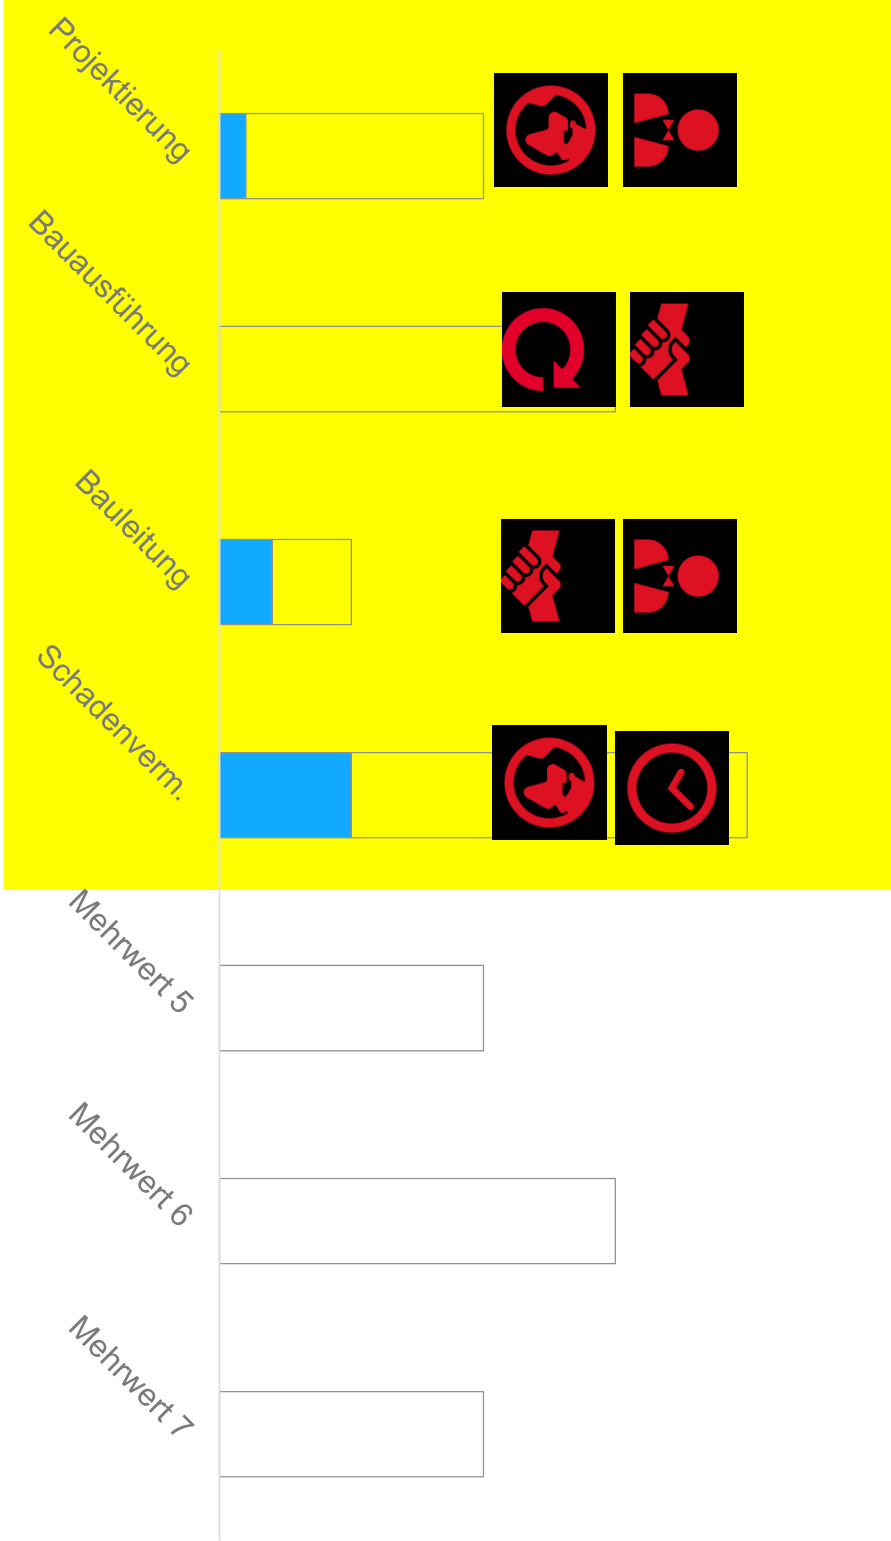 Projektierung
Bauausführung
Bauleitung
Schadenverm.
Mehrwert 5
Mehrwert 6
Mehrwert 7